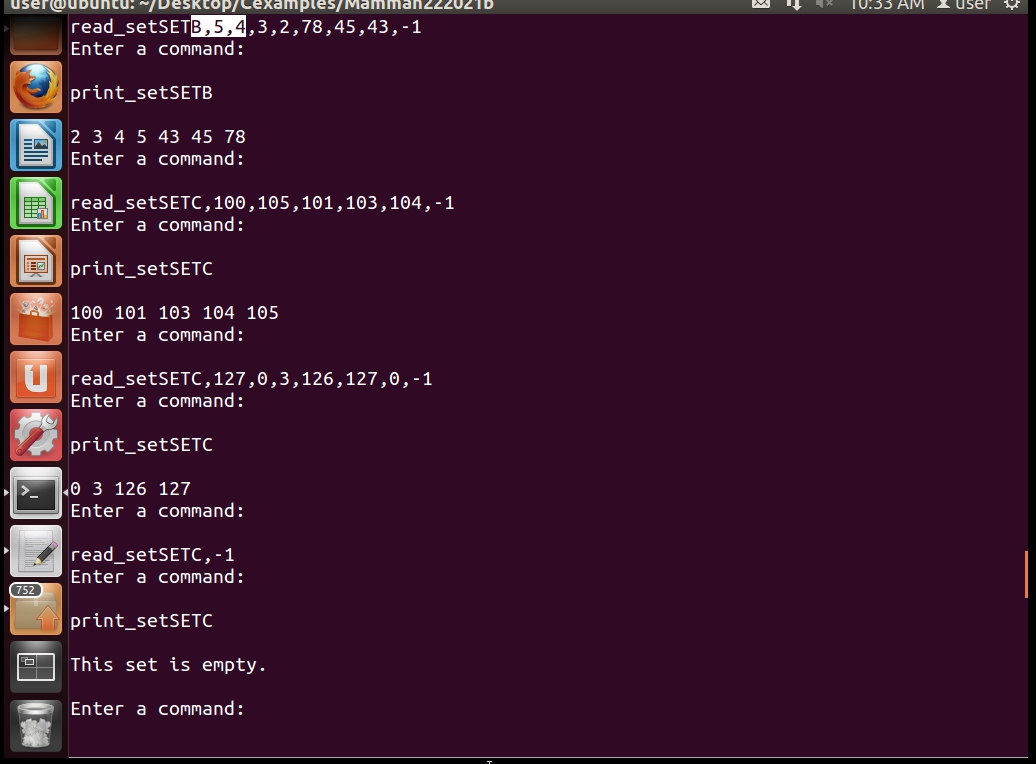 user@ubuntu: ~/Desktop/Cexamples/Mamman222021b 10:33 AM user
read_setSETB,5,4,3,2,78,45,43,-1
Enter a command:
print_setSETB
2 3 4 5 43 45 78
Enter a command:
read_setSETC,100,105,101,103,104,-1
Enter a command:
print_setSETC
100 101 103 104 105
Enter a command:
read_setSETC,127,0,3,126,127,0,-1
Enter a command:
print_setSETC
0 3 126 127
Enter a command:
read_setSETC,-1
Enter a command:
752
print_setSETC
This set is empty.
Enter a command: